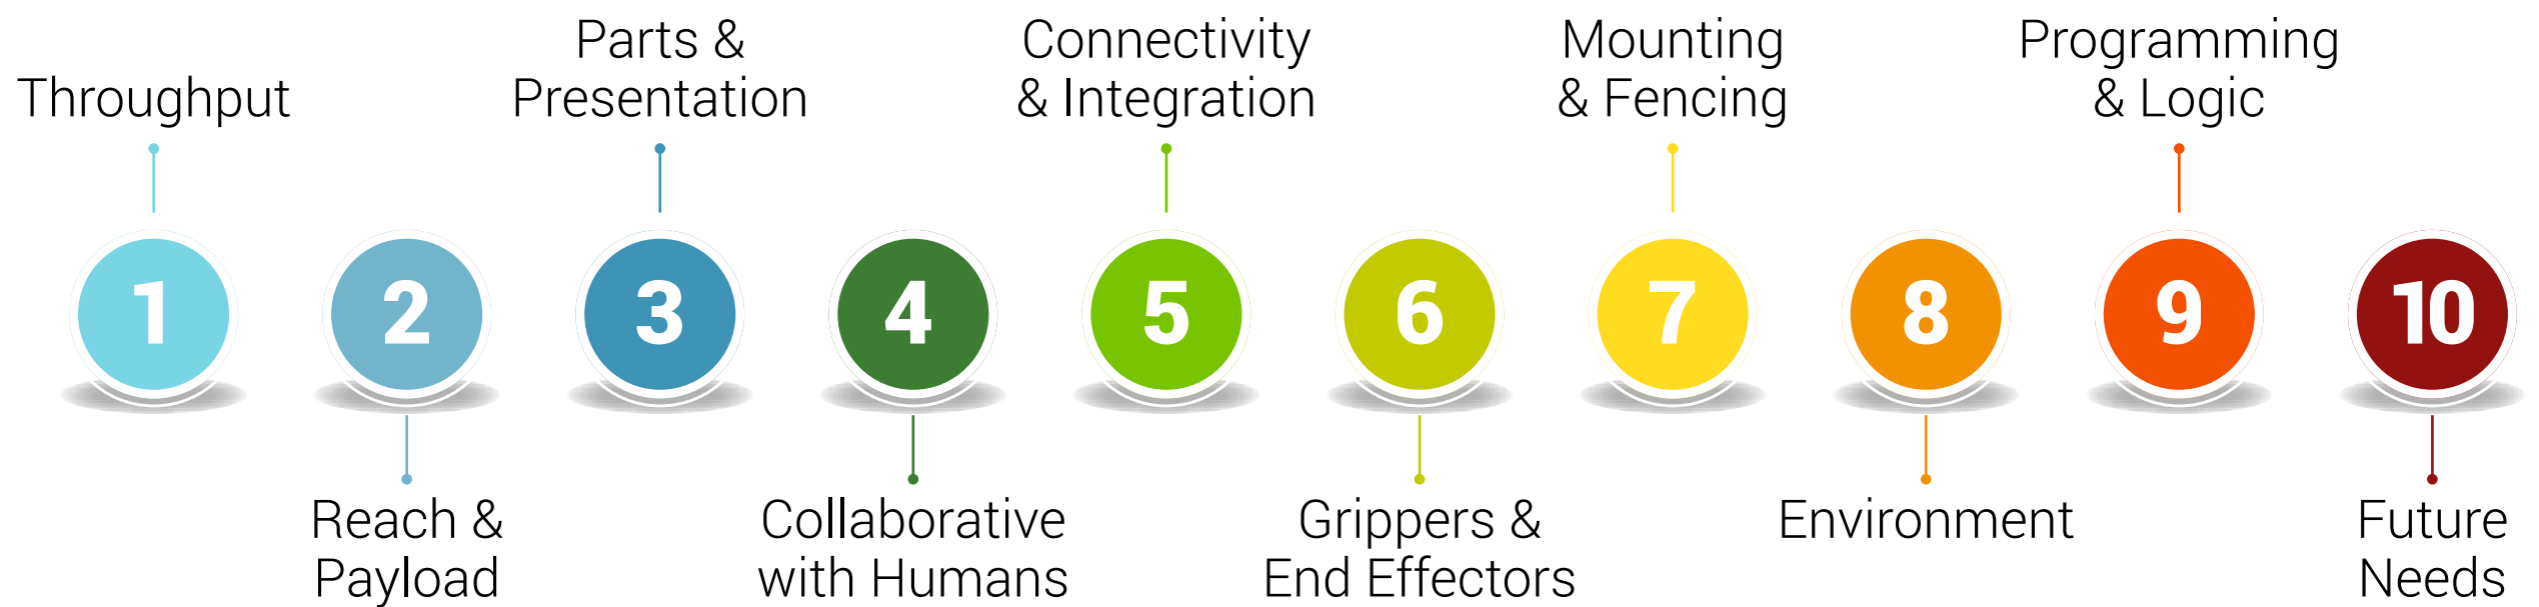 Throughput
1
2
Reach &
Payload
Parts &
Presentation
3
4
Collaborative
with Humans
Connectivity
& Integration
5
6
Grippers &
End Effectors
Mounting
& Fencing
7
8
Environment
Programming
& Logic
9
10
Future
Needs